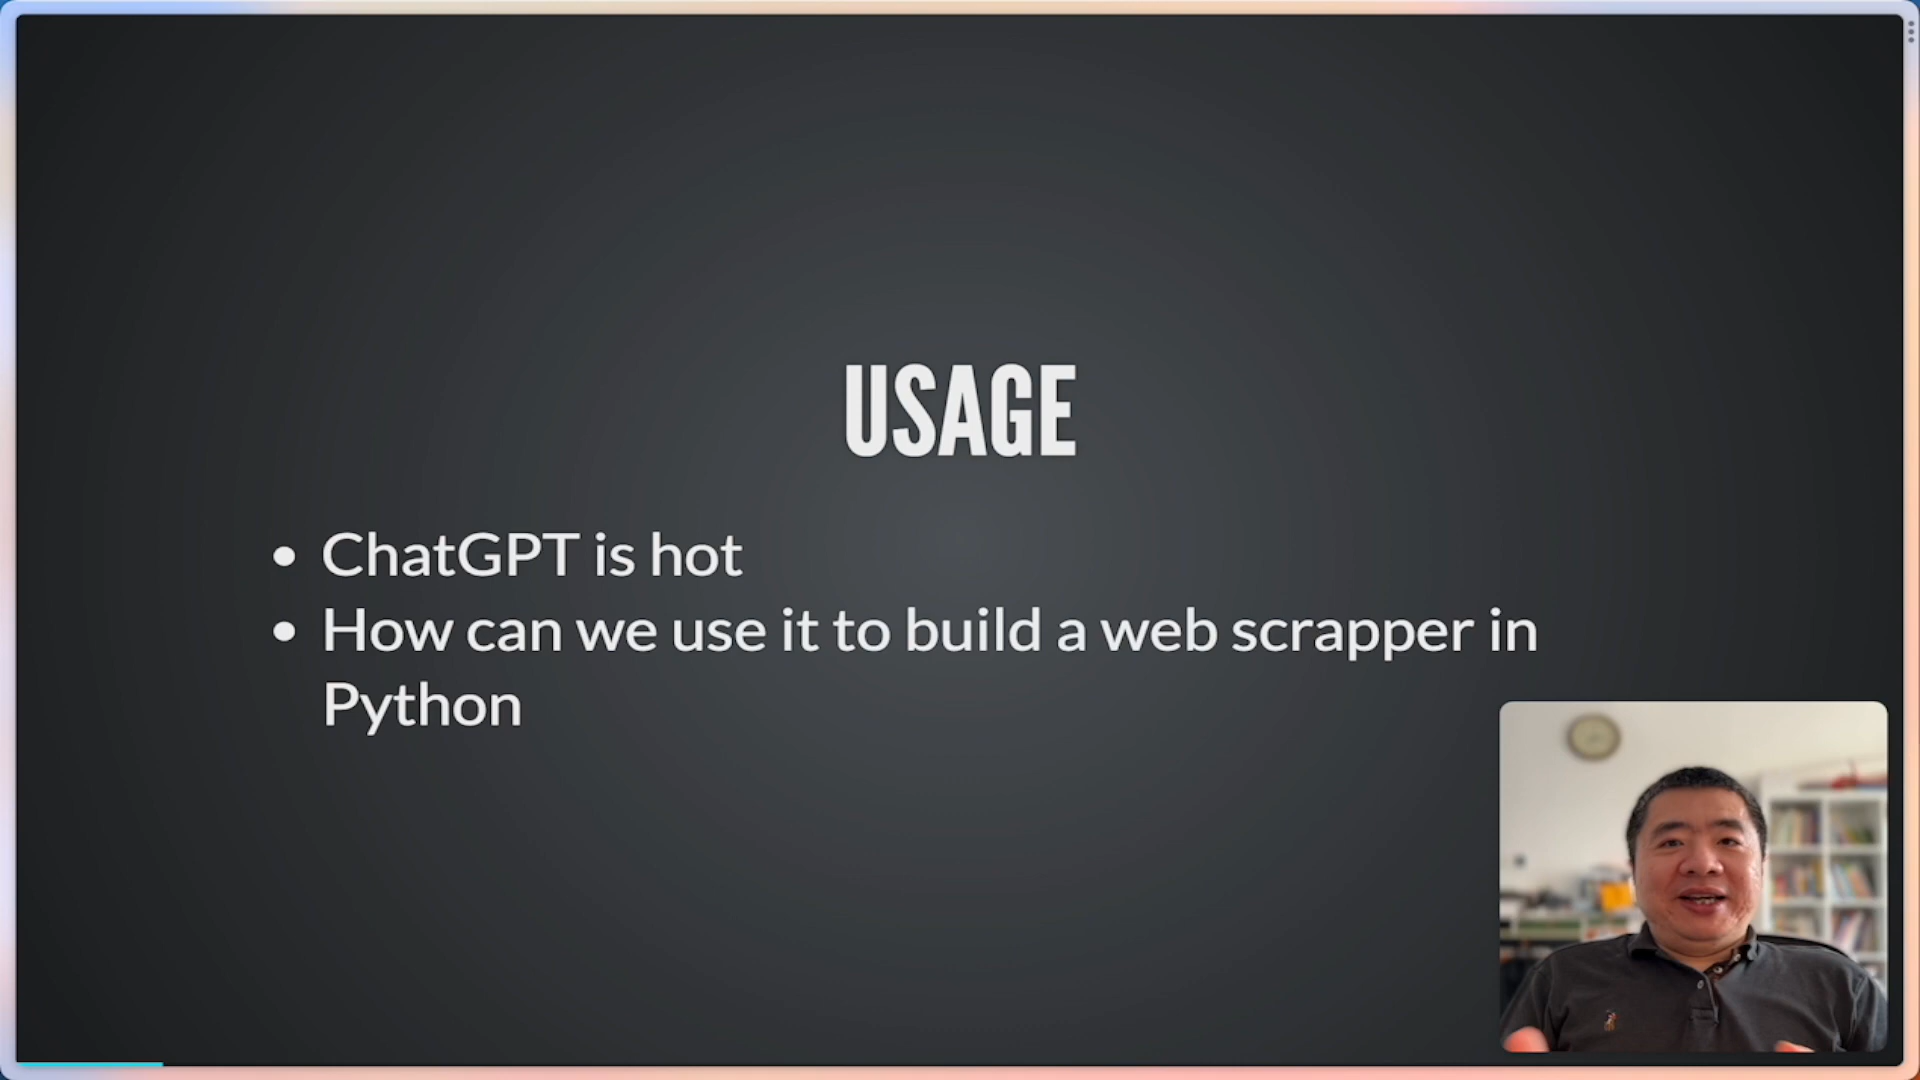 USAGE
ChatGPT is hot
How can we use it to build a web scrapper in
Python